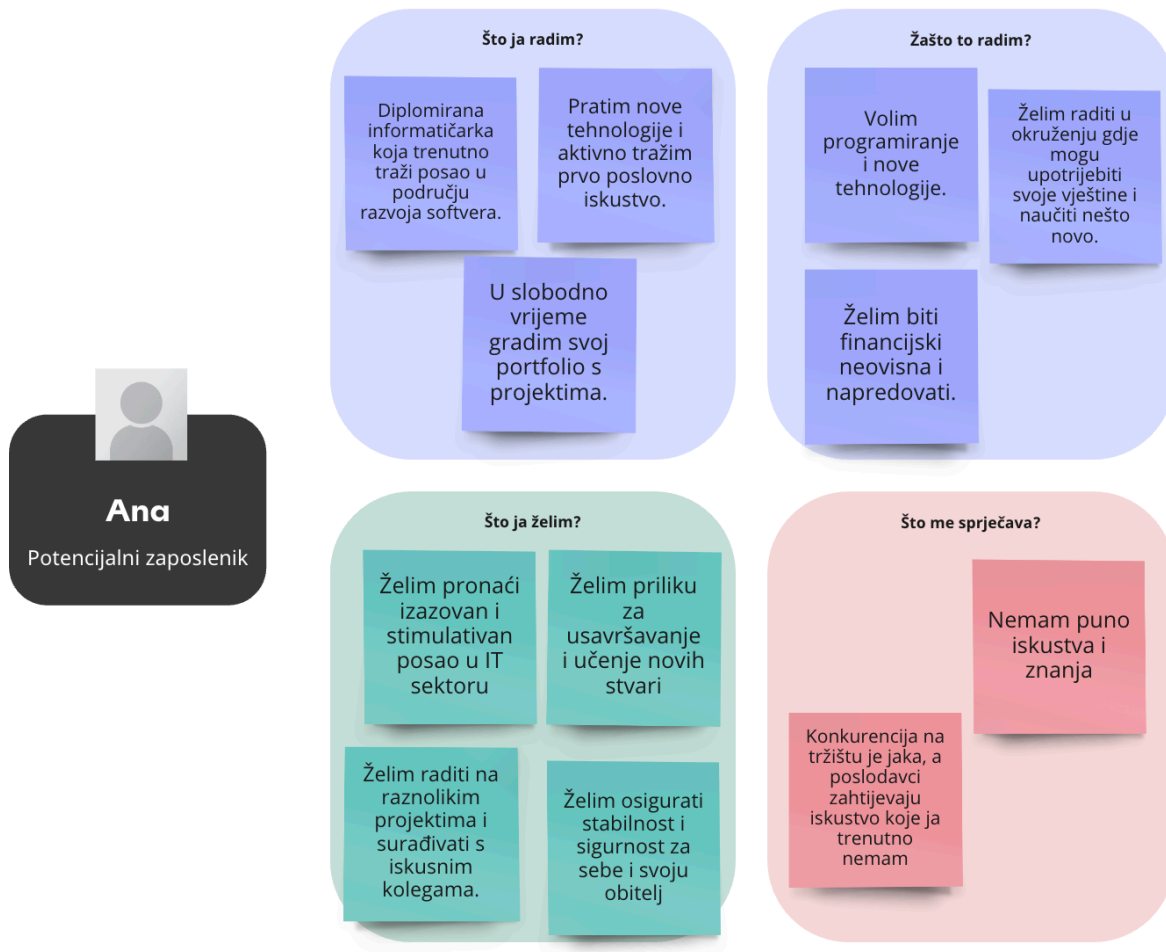 Što ja radim?
Diplomirana
informatičarka
koja trenutno
traži posao u
području
razvoja softvera.
Pratim nove
tehnologije i
aktivno tražim
prvo poslovno
iskustvo.
U slobodno
vrijeme
gradim svoj
portfolio s
projektima.
Žašto to radim?
Volim
programiranje
i nove
tehnologije.
Želim raditi u
okruženju gdje
mogu
upotrijebiti
svoje vještine i
naučiti nešto
novo.
Želim biti
financijski
neovisna i
napredovati.
Ana
Potencijalni zaposlenik
Što ja želim?
Želim pronaći
izazovan i
stimulativan
posao u IT
sektoru
Želim priliku
za
usavršavanje
i učenje novih
stvari
Želim raditi na
raznolikim
projektima i
surađivati s
iskusnim
kolegama.
Želim osigurati
stabilnost i
sigurnost za
sebe i svoju
obitelj
Što me sprječava?
Nemam puno
iskustva i
znanja
Konkurencija na
tržištu je jaka, a
poslodavci
zahtijevaju
iskustvo koje ja
trenutno
nemam